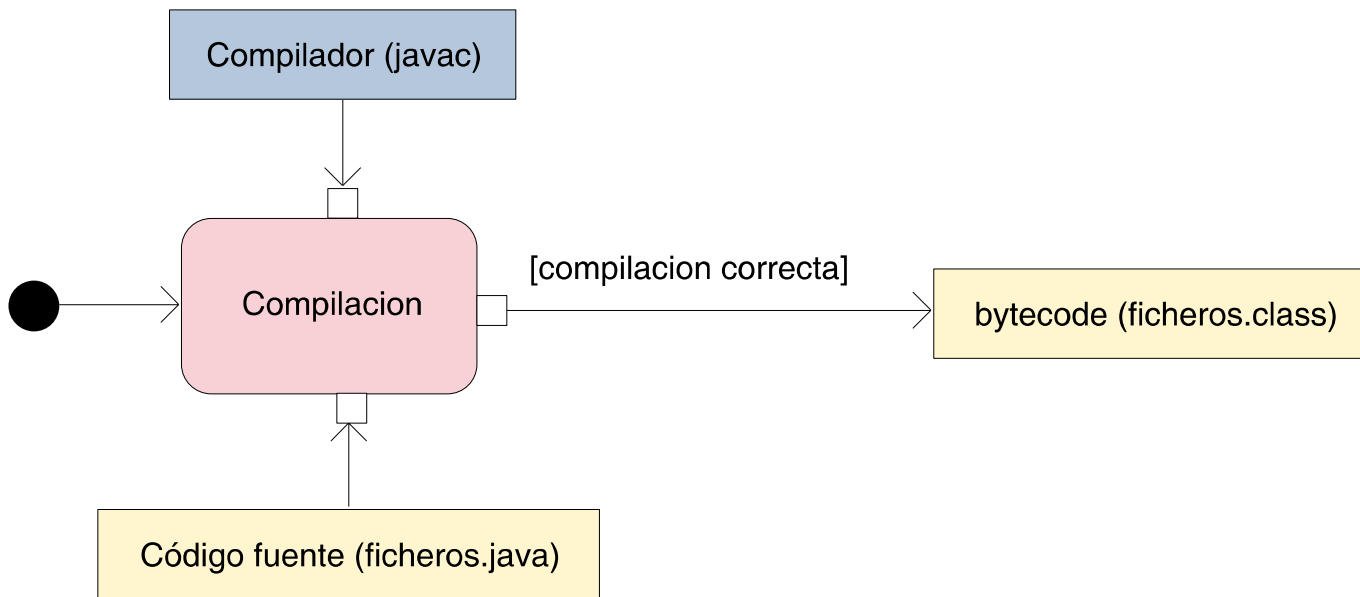 Compilador (javac)
[compilacion correcta]
Compilacion
bytecode (ficheros.class)
Código fuente (ficheros.java)